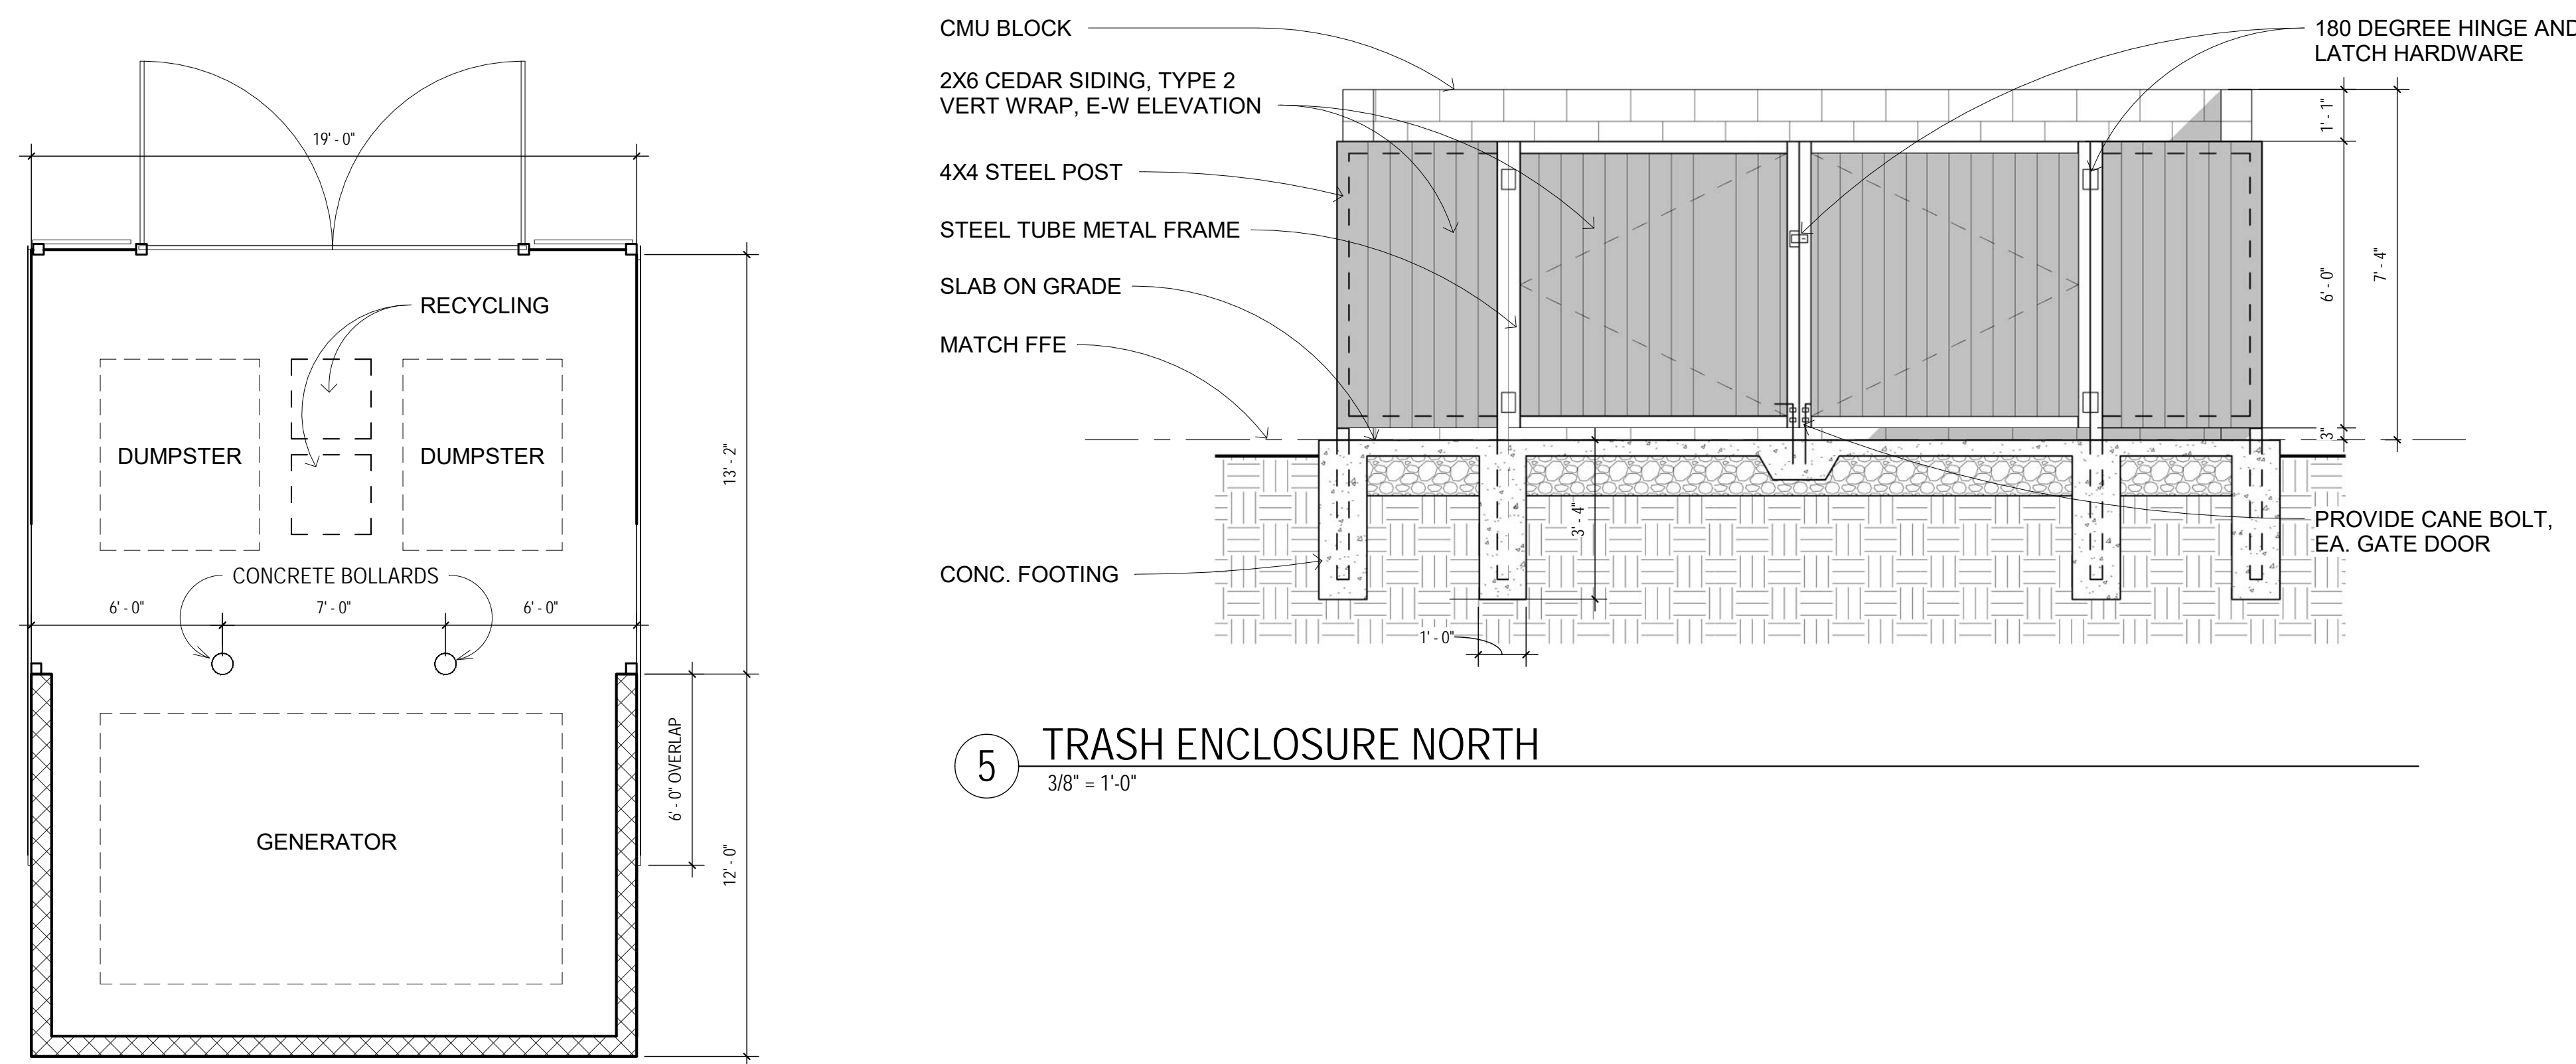 19' - 0"
RECYCLING
DUMPSTER
DUMPSTER
13' - 2"
CONCRETE BOLLARDS
6' - 0"
7' - 0"
6' - 0"
6' - 0" OVERLAP
12' - 0"
GENERATOR
CMU BLOCK
2X6 CEDAR SIDING, TYPE 2
VERT WRAP, E-W ELEVATION
4X4 STEEL POST
STEEL TUBE METAL FRAME
SLAB ON GRADE
MATCH FFE
CONC. FOOTING
180 DEGREE HINGE AND
LATCH HARDWARE
1' - 1"
6' - 0"
7' - 4"
3"
3' - 4"
1' - 0"
PROVIDE CANE BOLT,
EA. GATE DOOR
5
TRASH ENCLOSURE NORTH
3/8" = 1'-0"